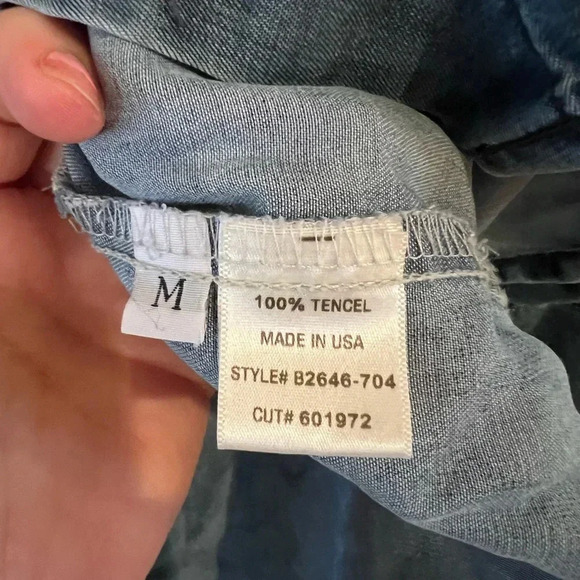 M
100% TENCEL
MADE IN USA
STYLE# B2646-704
CUT# 601972